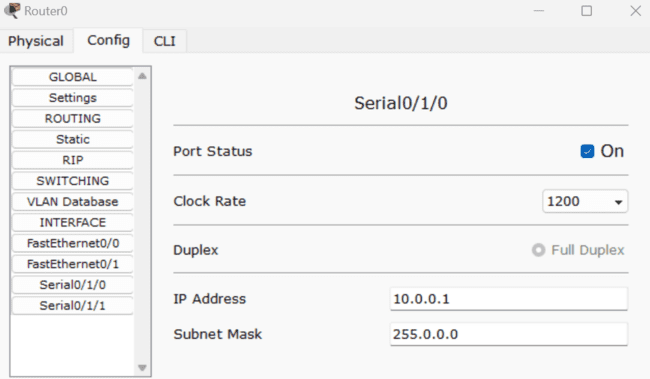 Router0
Physical Config CLI
GLOBAL
Settings
ROUTING
Static
RIP
SWITCHING
VLAN Database
INTERFACE
FastEthernet0/0
FastEthernet0/1
Serial0/1/0
Serial0/1/1
Serial0/1/0
Port Status On
Clock Rate 1200
Duplex Full Duplex
IP Address 10.0.0.1
Subnet Mask 255.0.0.0